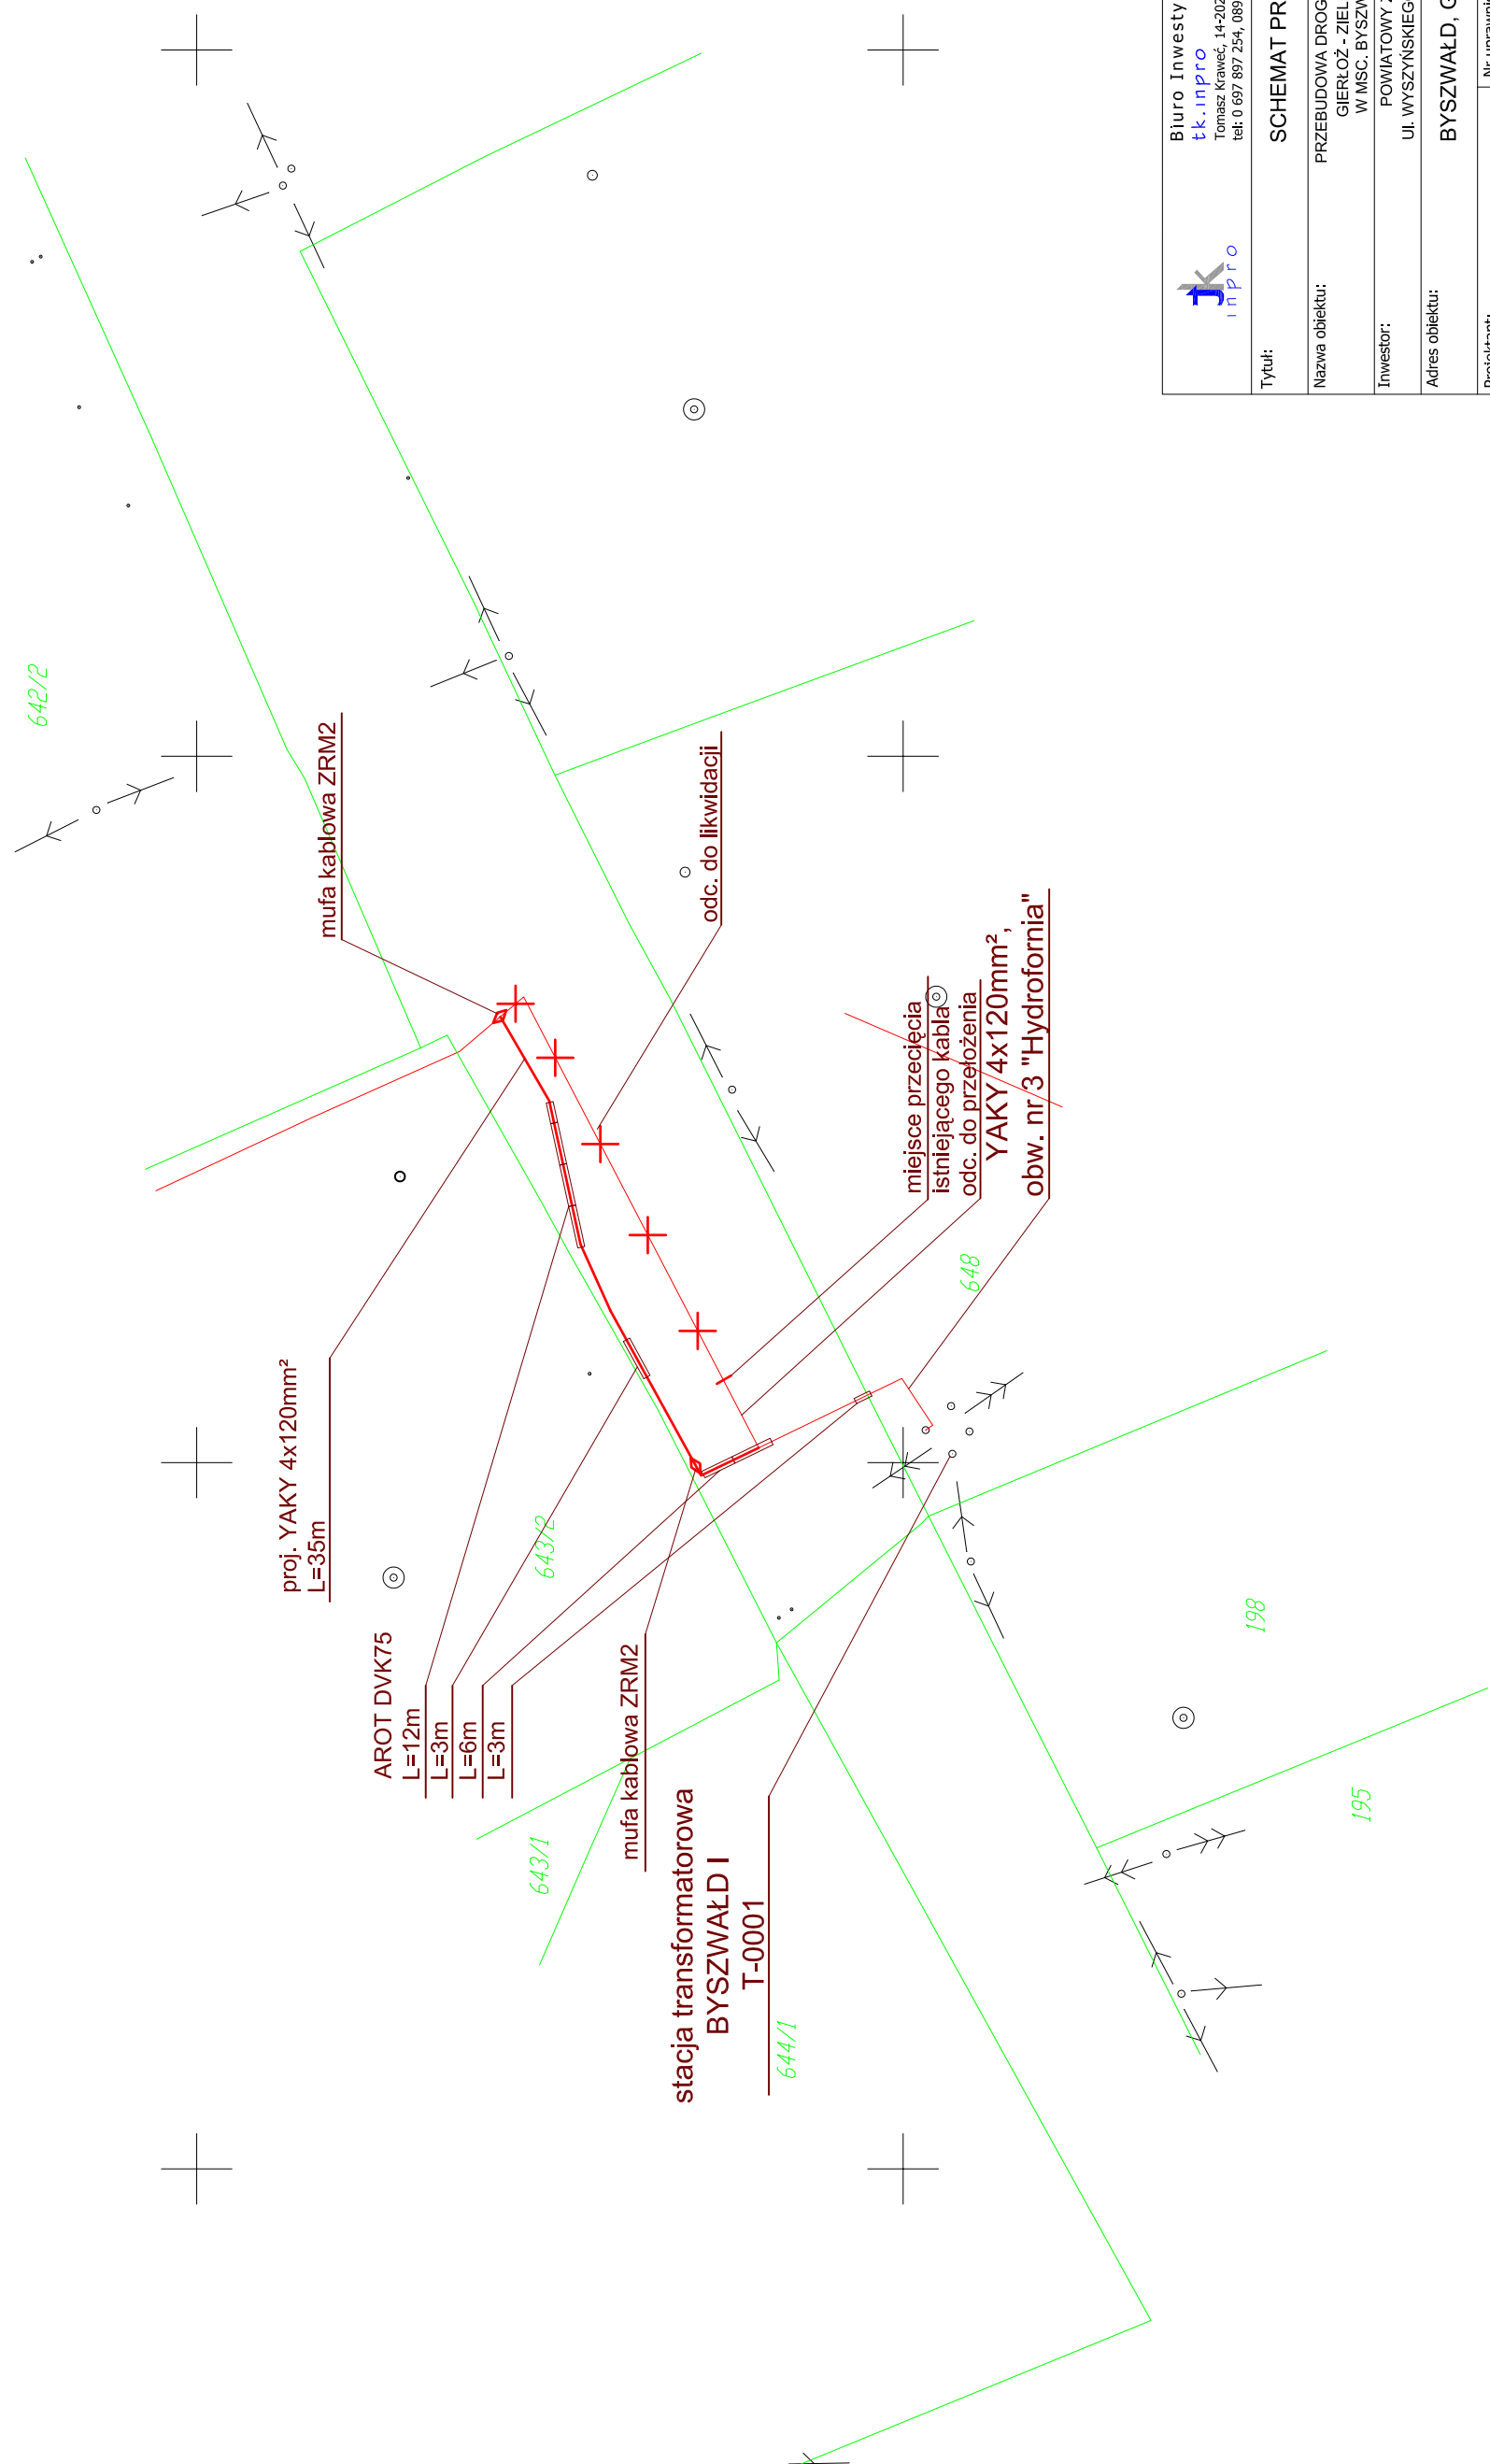 642/2
mufa kablowa ZRM2
odc. do likwidacji
miejsce przecięcia
istniejącego kabla
odc. do przełożenia
YAKY 4x120mm²,
obw. nr 3 "Hydrofornia"
648
proj. YAKY 4x120mm²
L=35m
643/2
AROT DVK75
L=12m
L=3m
L=6m
L=3m
mufa kablowa ZRM2
643/1
stacja transformatorowa
BYSZWAŁD I
T-0001
644/1
198
195
ınpro
Biuro Inwesty
tk.ınpro
Tomasz Kraweć, 14-202
tel: 0 697 897 254, 089
Tytuł:
SCHEMAT PR
Nazwa obiektu:
PRZEBUDOWA DROG
GIERŁOŻ - ZIEL
W MSC. BYSZW
Inwestor:
POWIATOWY
Ul. WYSZYŃSKIEG
Adres obiektu:
BYSZWAŁD, G